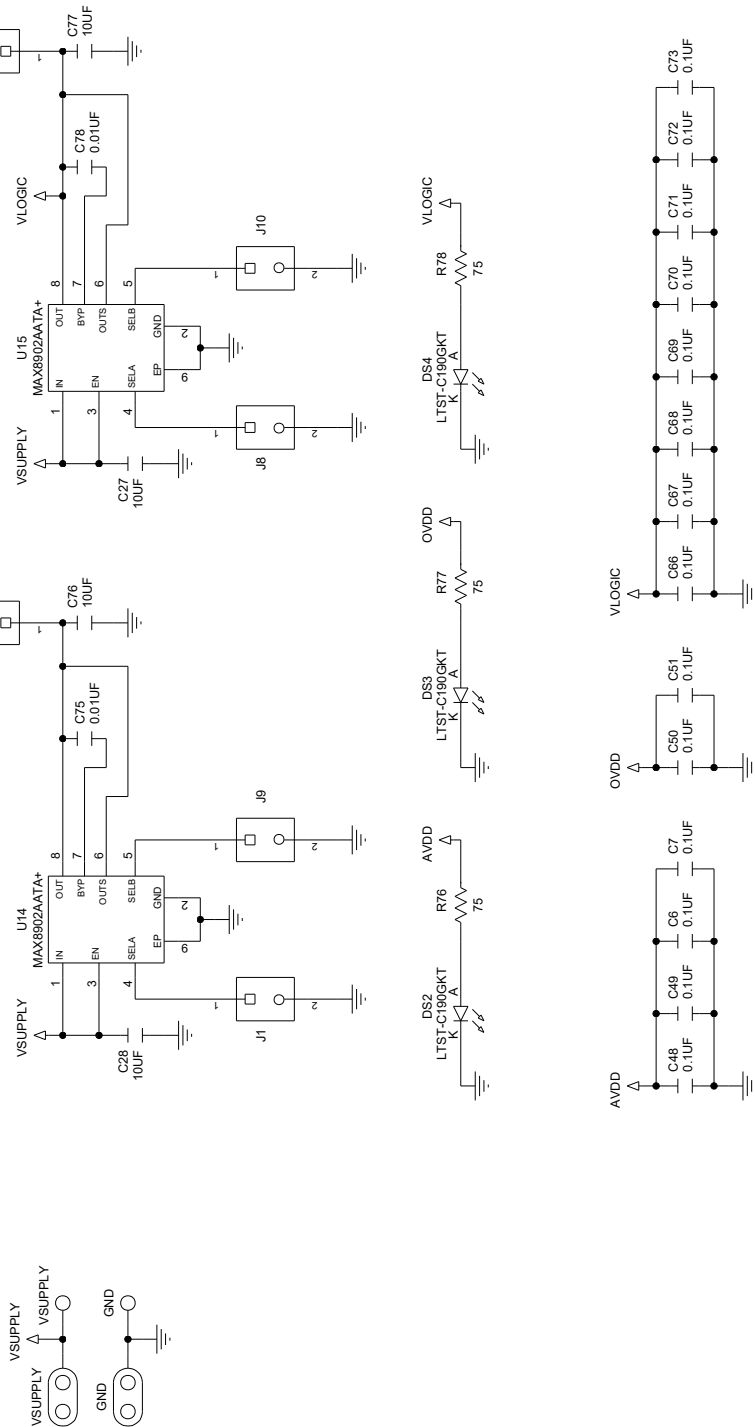 VSUPPLY
VSUPPLY
VSUPPLY
GND
GND
VSUPPLY
C28
10UF
U14
MAX8902AATA+
1
IN
3
EN
4
SELA
OUT
8
BYP
7
OUTS
6
SELB
5
EP
9
GND
2
C75
0.01UF
C76
10UF
1
J1
1
2
J9
1
2
VSUPPLY
C27
10UF
U15
MAX8902AATA+
1
IN
3
EN
4
SELA
OUT
8
BYP
7
OUTS
6
SELB
5
EP
9
GND
2
VLOGIC
C78
0.01UF
C77
10UF
1
J8
1
2
J10
1
2
DS2
LTST-C190GKT
K
A
R76
75
AVDD
DS3
LTST-C190GKT
K
A
R77
75
OVDD
DS4
LTST-C190GKT
K
A
R78
75
VLOGIC
AVDD
C48
0.1UF
C49
0.1UF
C6
0.1UF
C7
0.1UF
OVDD
C50
0.1UF
C51
0.1UF
VLOGIC
C66
0.1UF
C67
0.1UF
C68
0.1UF
C69
0.1UF
C70
0.1UF
C71
0.1UF
C72
0.1UF
C73
0.1UF